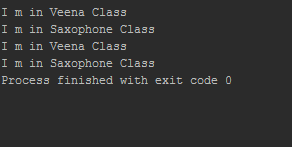 I m in Veena Class
I m in Saxophone Class
I m in Veena Class
I m in Saxophone Class
Process finished with exit code 0